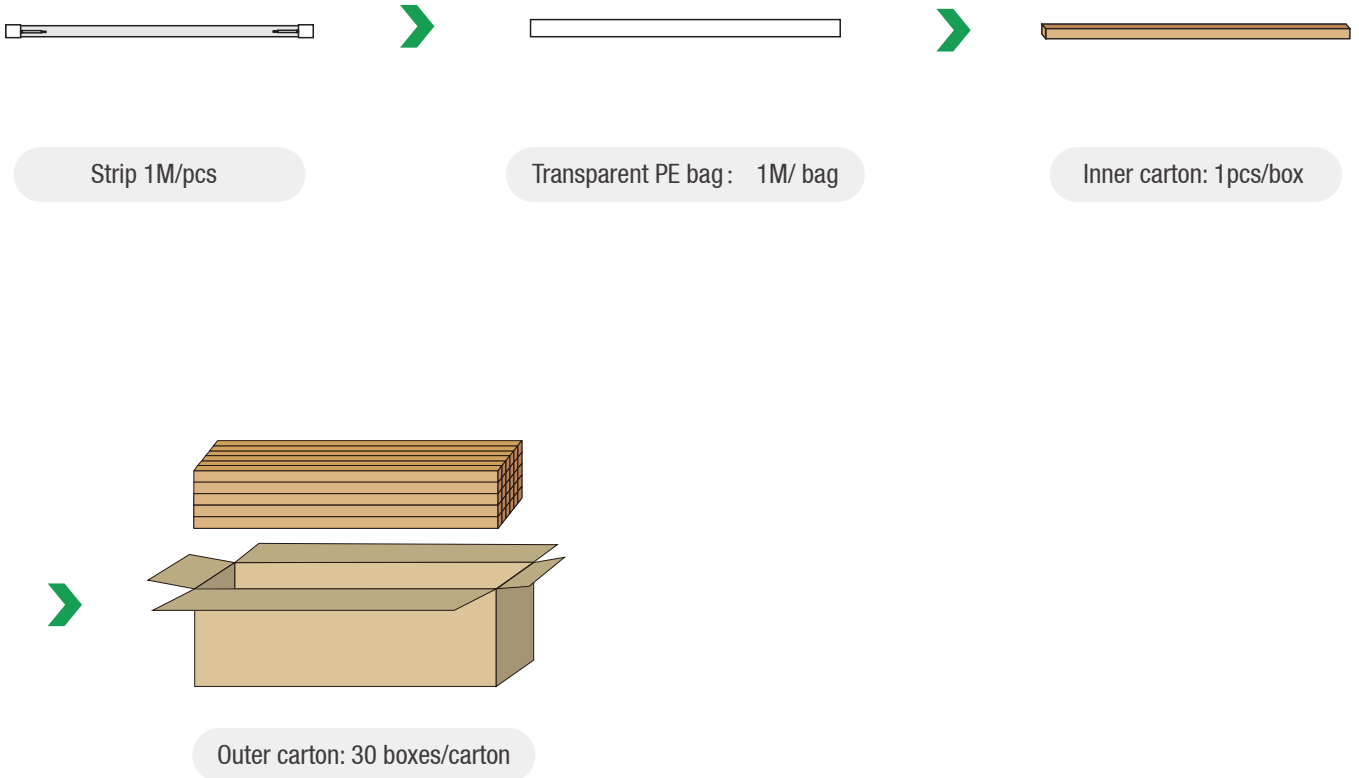 Strip 1M/pcs
Transparent PE bag： 1M/ bag
Inner carton: 1pcs/box
Outer carton: 30 boxes/carton